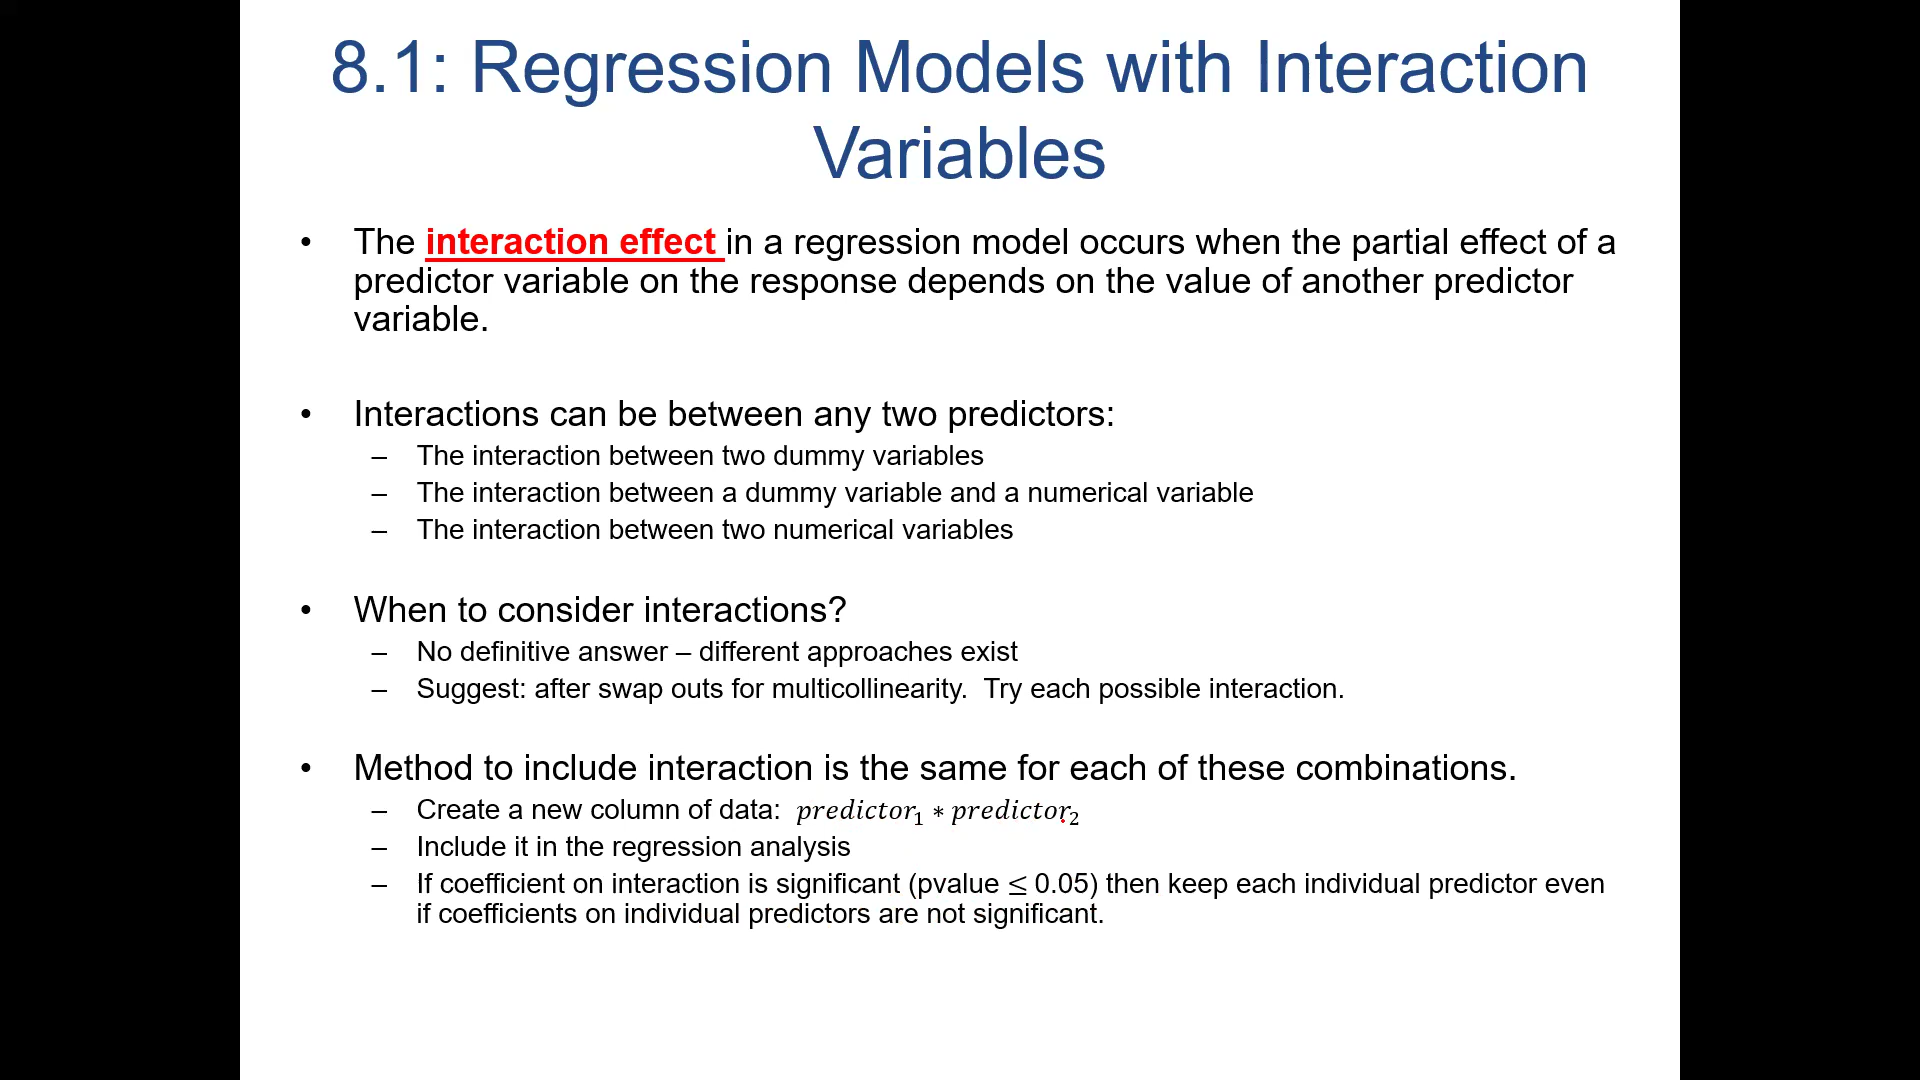 8.1: Regression Models with Interaction
Variables
• The interaction effect in a regression model occurs when the partial effect of a
predictor variable on the response depends on the value of another predictor
variable.
• Interactions can be between any two predictors:
– The interaction between two dummy variables
– The interaction between a dummy variable and a numerical variable
– The interaction between two numerical variables
• When to consider interactions?
– No definitive answer – different approaches exist
– Suggest: after swap outs for multicollinearity.  Try each possible interaction.
• Method to include interaction is the same for each of these combinations.
– Create a new column of data:  predictor₁ * predictor₂
– Include it in the regression analysis
– If coefficient on interaction is significant (pvalue ≤ 0.05) then keep each individual predictor even
if coefficients on individual predictors are not significant.